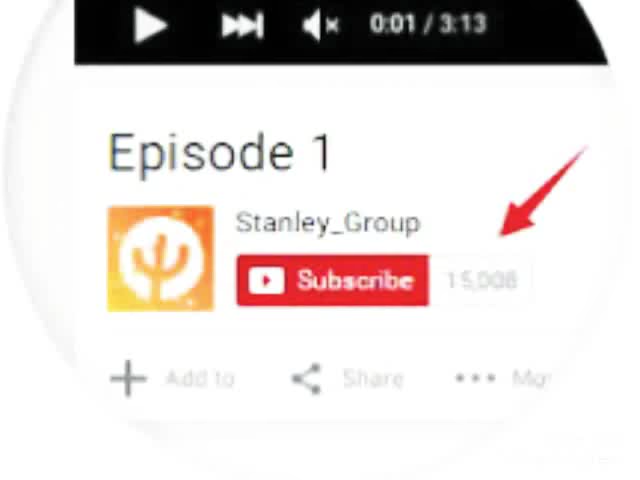 0:01 / 3:13
Episode 1
Stanley_Group
Subscribe 15,008
Add to Share